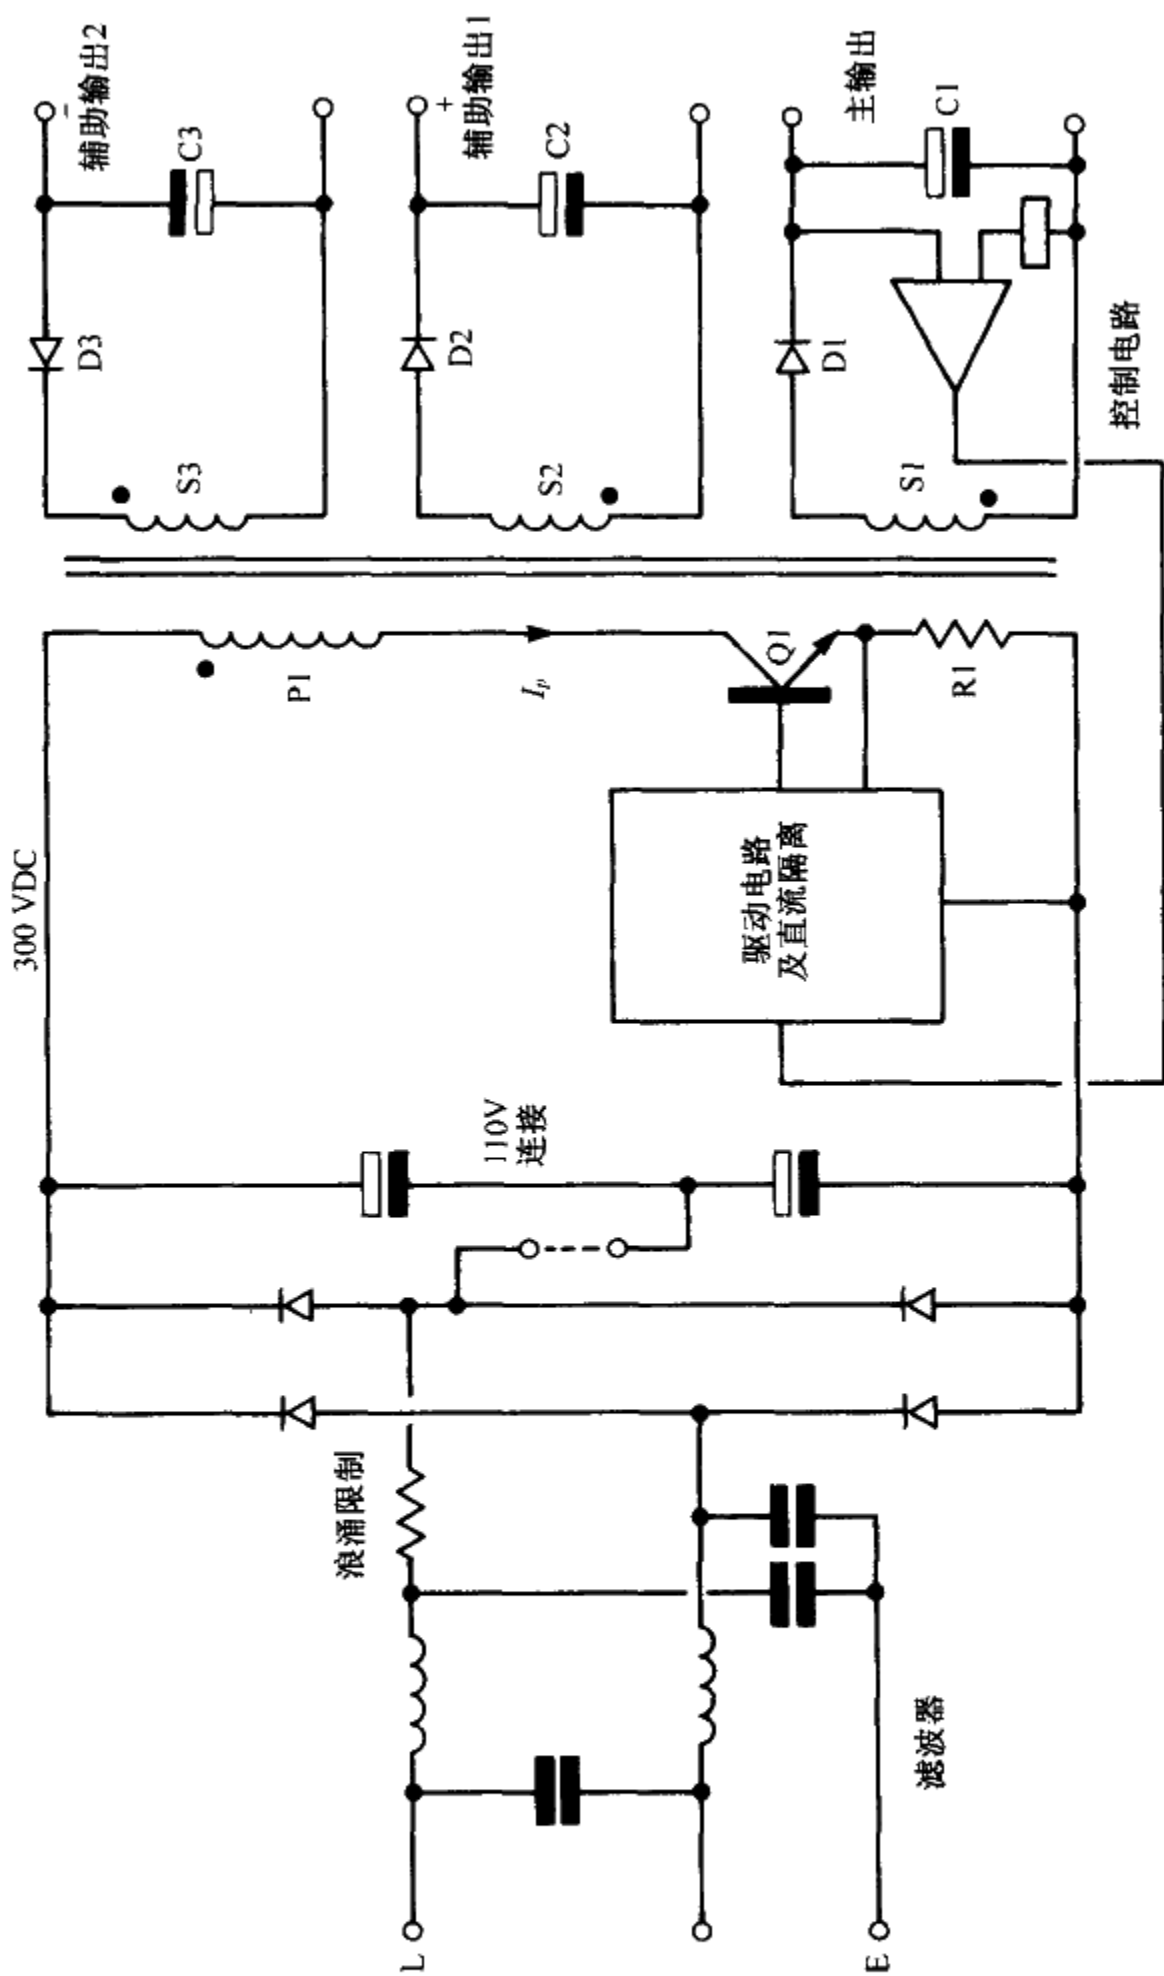 L
E
滤波器
浪涌限制
110V
连接
300 VDC
驱动电路
及直流隔离
P1
Ip
Q1
R1
S3
S2
S1
D3
D2
D1
C3
C2
C1
−
辅助输出2
+
辅助输出1
主输出
控制电路